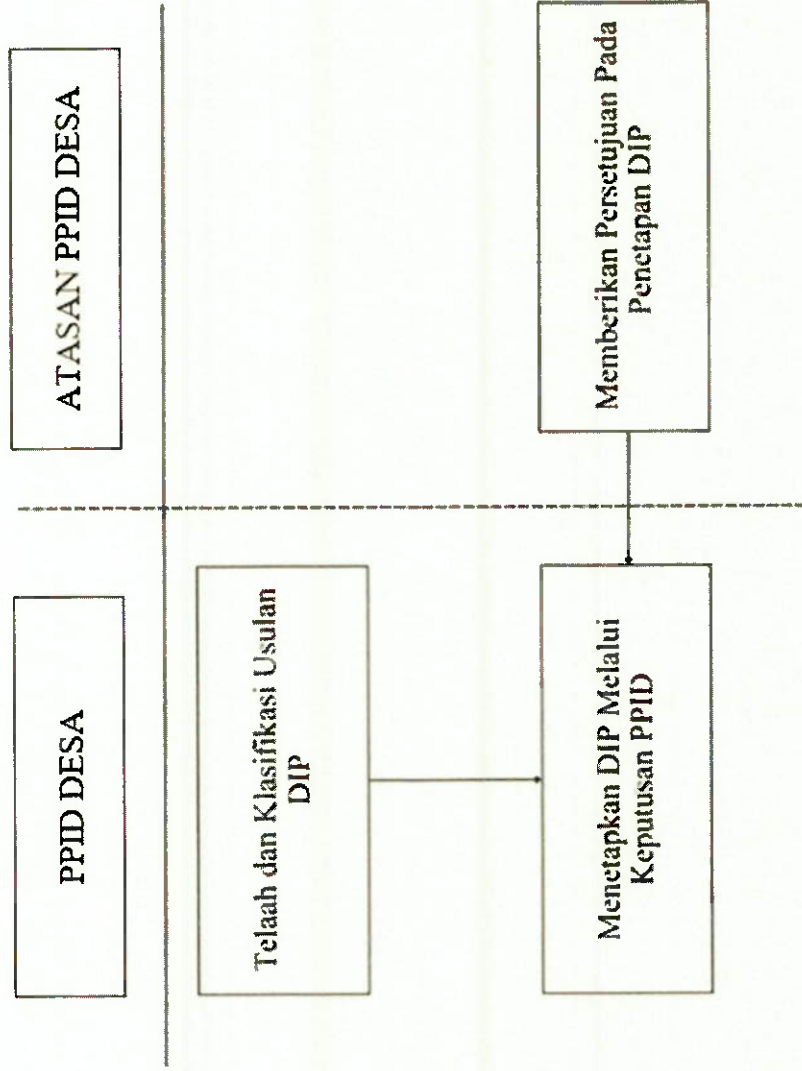 PPID DESA
ATASAN PPID DESA
Telaah dan Klasifikasi Usulan
DIP
Menetapkan DIP Melalui
Keputusan PPID
Memberikan Persetujuan Pada
Penetapan DIP